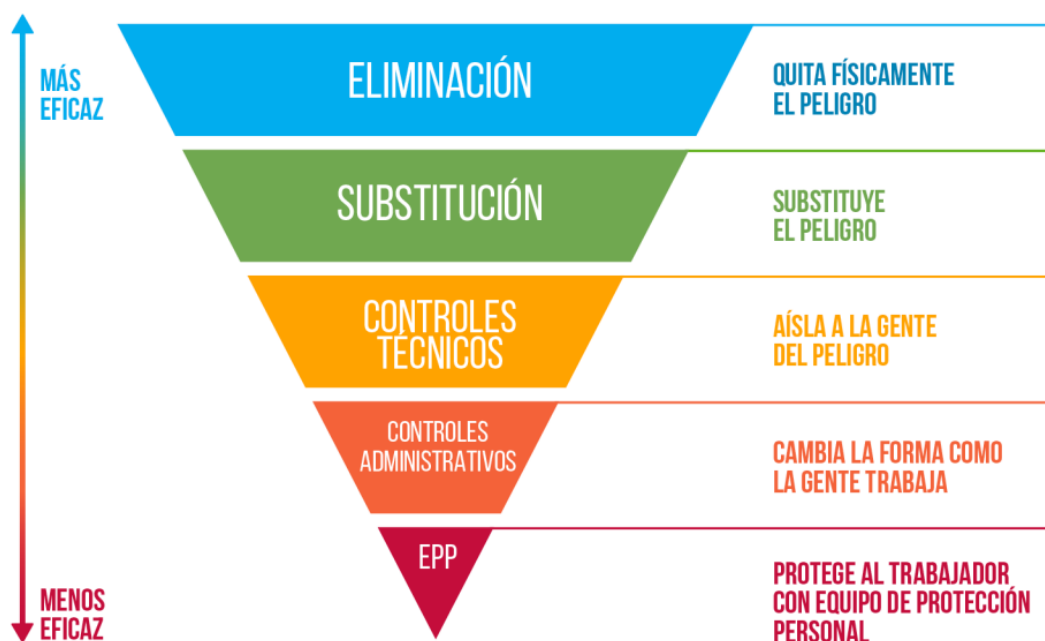 MÁS
EFICAZ
ELIMINACIÓN
QUITA FÍSICAMENTE
EL PELIGRO
SUBSTITUCIÓN
SUBSTITUYE
EL PELIGRO
CONTROLES
TÉCNICOS
AÍSLA A LA GENTE
DEL PELIGRO
CONTROLES
ADMINISTRATIVOS
CAMBIA LA FORMA COMO
LA GENTE TRABAJA
EPP
PROTEGE AL TRABAJADOR
CON EQUIPO DE PROTECCIÓN
PERSONAL
MENOS
EFICAZ